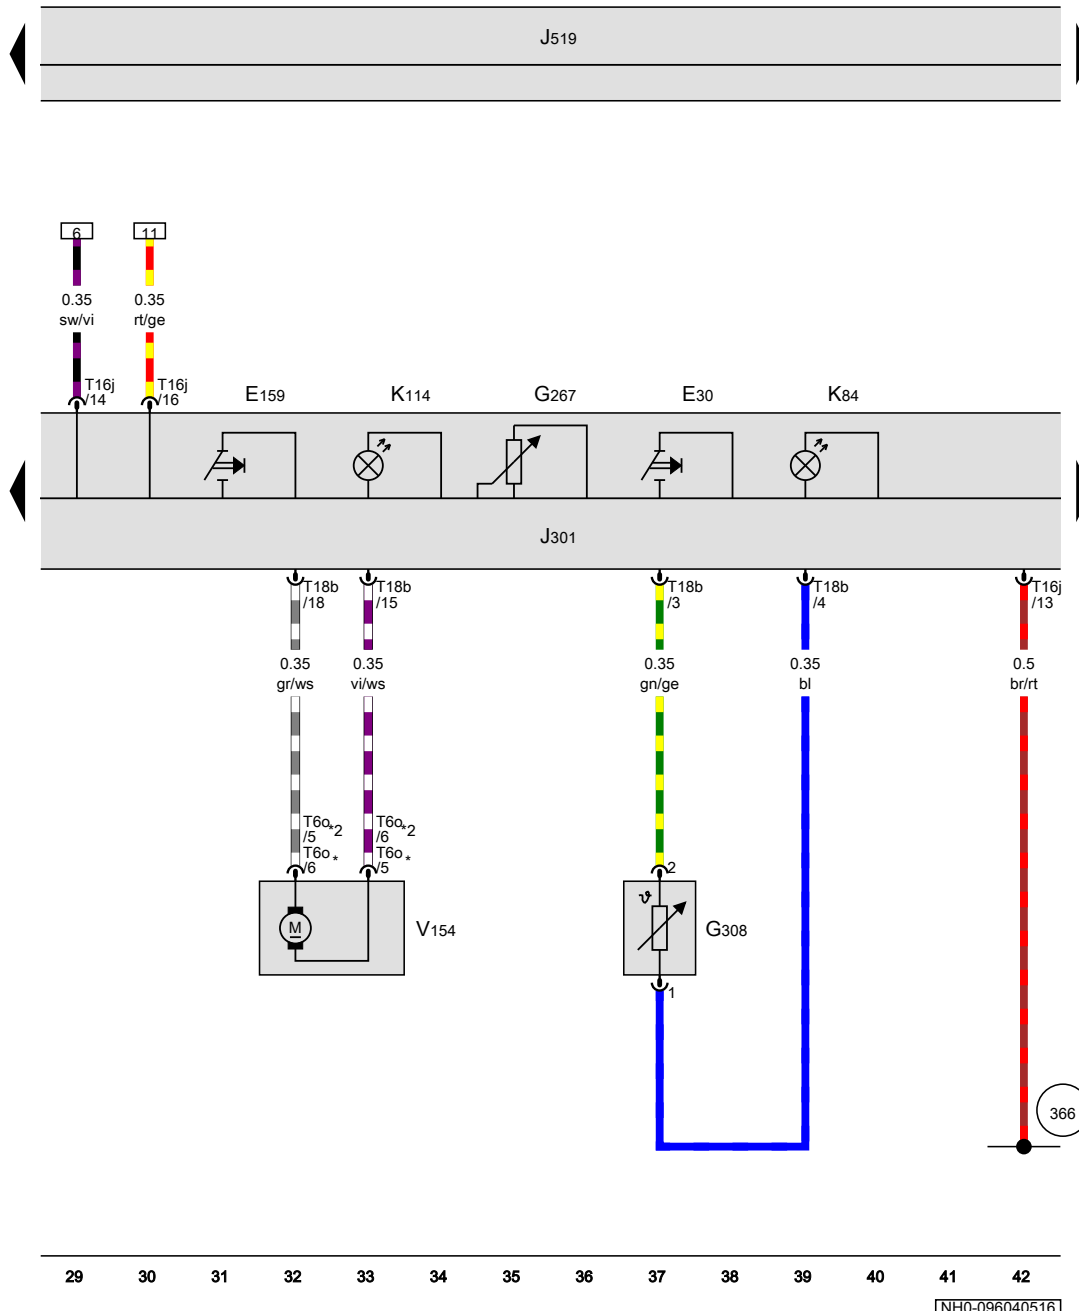 J519
6 11
0.35 0.35
sw/vi rt/ge
T16j T16j
/14 /16
E159 K114 G267 E30 K84
J301
T18b T18b T18b T18b T16j
/18 /15 /3 /4 /13
0.35 0.35 0.35 0.35 0.5
gr/ws vi/ws gn/ge bl br/rt
T6o*2 T6o*2
/5 /6
T6o* T6o*
/6 /5
2
ϑ
M
V154
G308
1
366
29 30 31 32 33 34 35 36 37 38 39 40 41 42
NH0-096040516